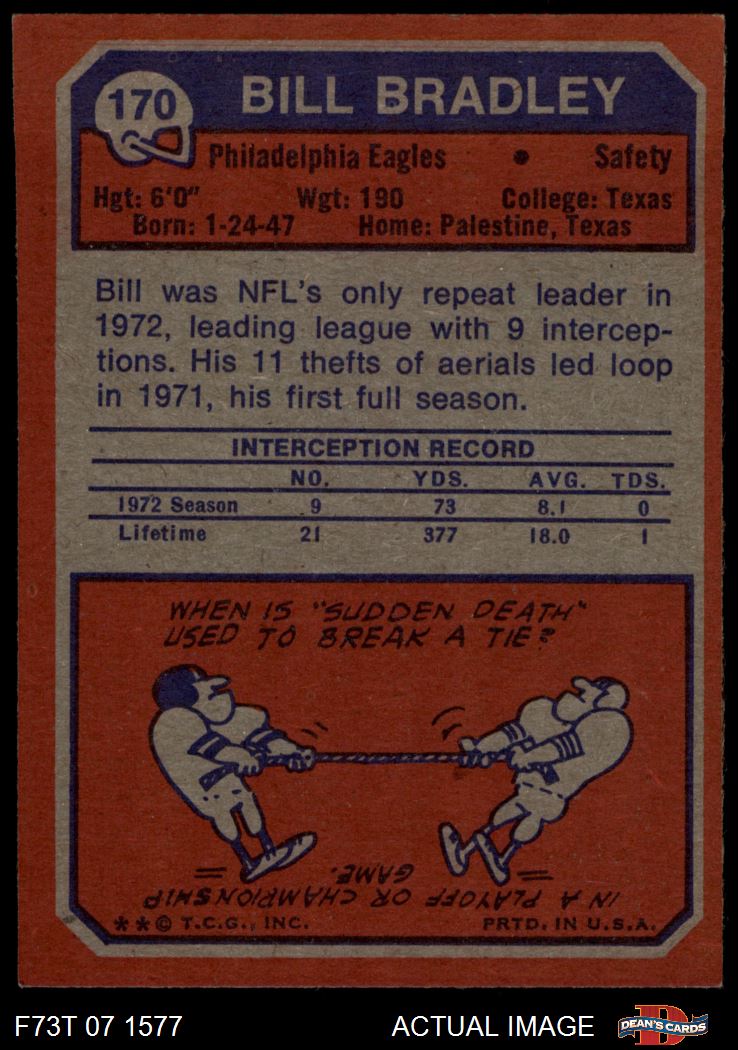 170
BILL BRADLEY
Philadelphia Eagles • Safety
Hgt: 6'0" Wgt: 190 College: Texas
Born: 1-24-47 Home: Palestine, Texas
Bill was NFL's only repeat leader in
1972, leading league with 9 intercep-
tions. His 11 thefts of aerials led loop
in 1971, his first full season.
INTERCEPTION RECORD
NO. YDS. AVG. TDS.
1972 Season 9 73 8.1 0
Lifetime 21 377 18.0 1
WHEN IS "SUDDEN DEATH"
USED TO BREAK A TIE?
IN A PLAYOFF OR CHAMPIONSHIP
GAME.
**© T.C.G., INC. PRTD. IN U.S.A.
F73T 07 1577 ACTUAL IMAGE
D
DEAN'S CARDS